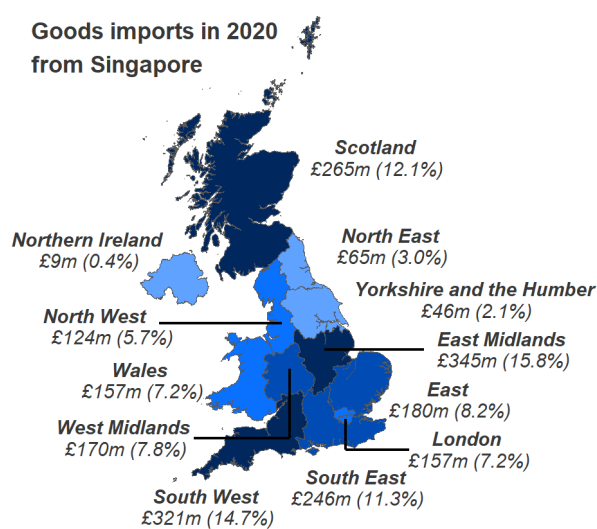 Goods imports in 2020
from Singapore
Scotland
£265m (12.1%)
Northern Ireland
£9m (0.4%)
North East
£65m (3.0%)
Yorkshire and the Humber
£46m (2.1%)
North West
£124m (5.7%)
East Midlands
£345m (15.8%)
Wales
£157m (7.2%)
East
£180m (8.2%)
West Midlands
£170m (7.8%)
London
£157m (7.2%)
South East
£246m (11.3%)
South West
£321m (14.7%)